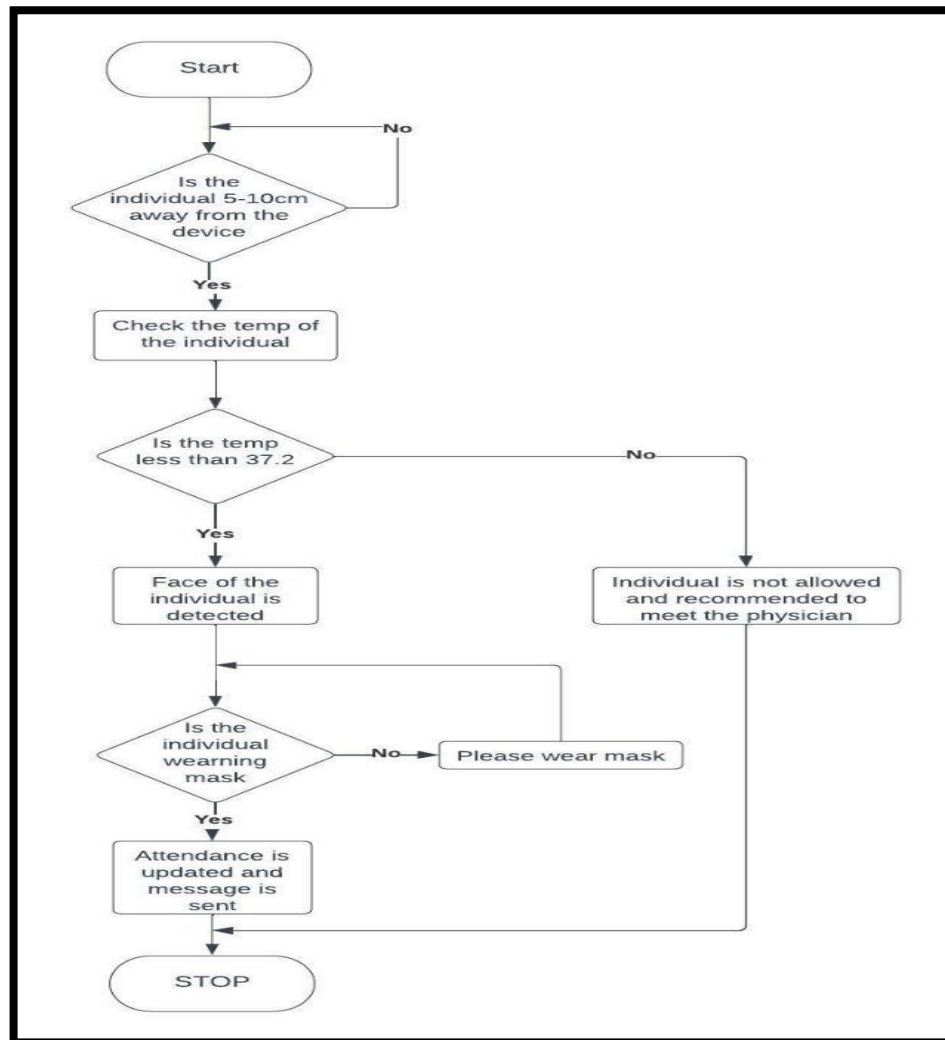 Start
No
Is the
individual 5-10cm
away from the
device
Yes
Check the temp of
the individual
Is the temp
less than 37.2
No
Yes
Face of the
individual is
detected
Individual is not allowed
and recommended to
meet the physician
Is the
individual
wearning
mask
No
Please wear mask
Yes
Attendance is
updated and
message is
sent
STOP